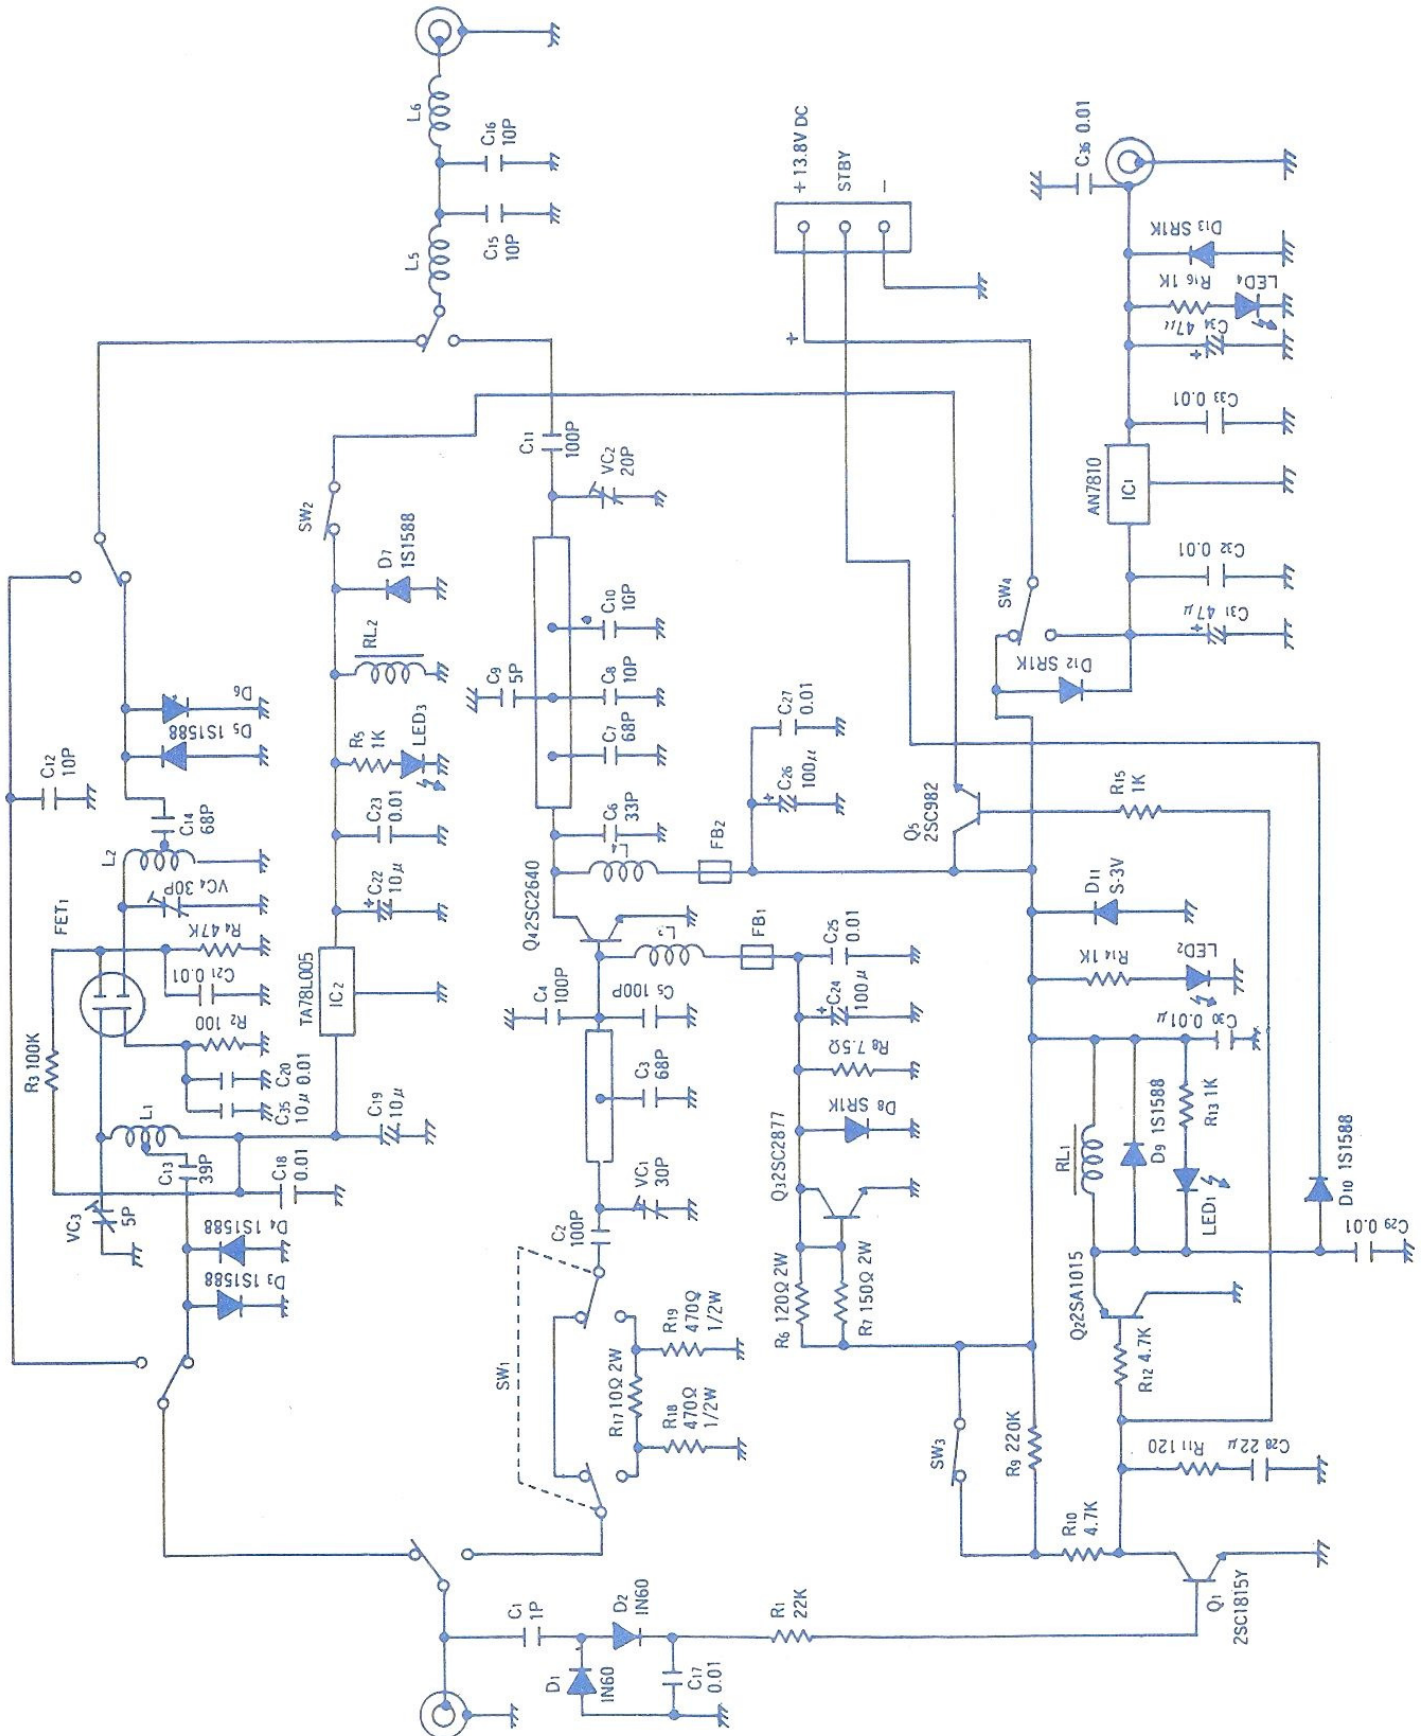 L6
C16
10P
C15
10P
L5
C36 0.01
+ 13.8V DC
STBY
−
D13 SR1K
R16 1K
LED4
C34 47μ
+
C33 0.01
AN7810
IC1
C32 0.01
C31 47μ
+
SW4
D12 SR1K
+
C11
100P
VC2
20P
SW2
D7
1S1588
RL2
C10
10P
C9
5P
C8
10P
C7
68P
C6
33P
L4
FB2
C27
0.01
C26
100μ
+
Q5
2SC982
R15
1K
D6
D5 1S1588
C12
10P
C14
68P
L2
VC4 30P
FET1
R4 47K
C21 0.01
R2 100
C20
0.01
C35
10μ
R3 100K
L1
C13
39P
VC3
5P
C18
0.01
D4 1S1588
D3 1S1588
R5
1K
LED3
C23
0.01
C22
10μ
+
TA78L005
IC2
C19
10μ
Q4 2SC2640
L3
FB1
C25
0.01
C24
100μ
+
C4
100P
C5 100P
C3
68P
VC1
30P
C2
100P
R8 7.5Ω
D8 SR1K
Q3 2SC2877
R6 120Ω 2W
R7 150Ω 2W
D11
S-3V
R14 1K
LED2
C30 0.01μ
RL1
D9 1S1588
R13 1K
LED1
D10 1S1588
C29 0.01
Q2 2SA1015
R12 4.7K
SW1
R19
470Ω
1/2W
R17 10Ω 2W
R18
470Ω
1/2W
SW3
R9 220K
R11 120
C28 22μ
R10
4.7K
Q1
2SC1815Y
C1
1P
D2
1N60
D1
1N60
C17
0.01
R1
22K